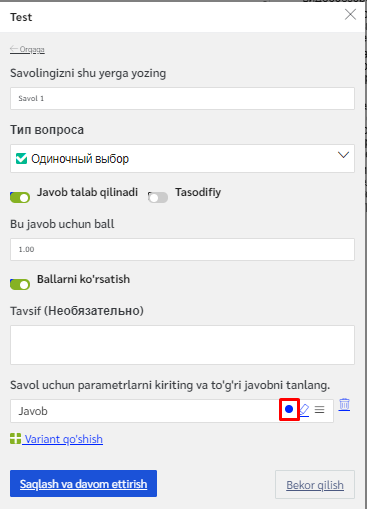 Test
← Orqaga
Savolingizni shu yerga yozing
Savol 1
Тип вопроса
Одиночный выбор
Javob talab qilinadi Tasodifiy
Bu javob uchun ball
1.00
Ballarni ko'rsatish
Tavsif (Необязательно)
Savol uchun parametrlarni kiriting va to'g'ri javobni tanlang.
Javob
Variant qo'shish
Saqlash va davom ettirish Bekor qilish